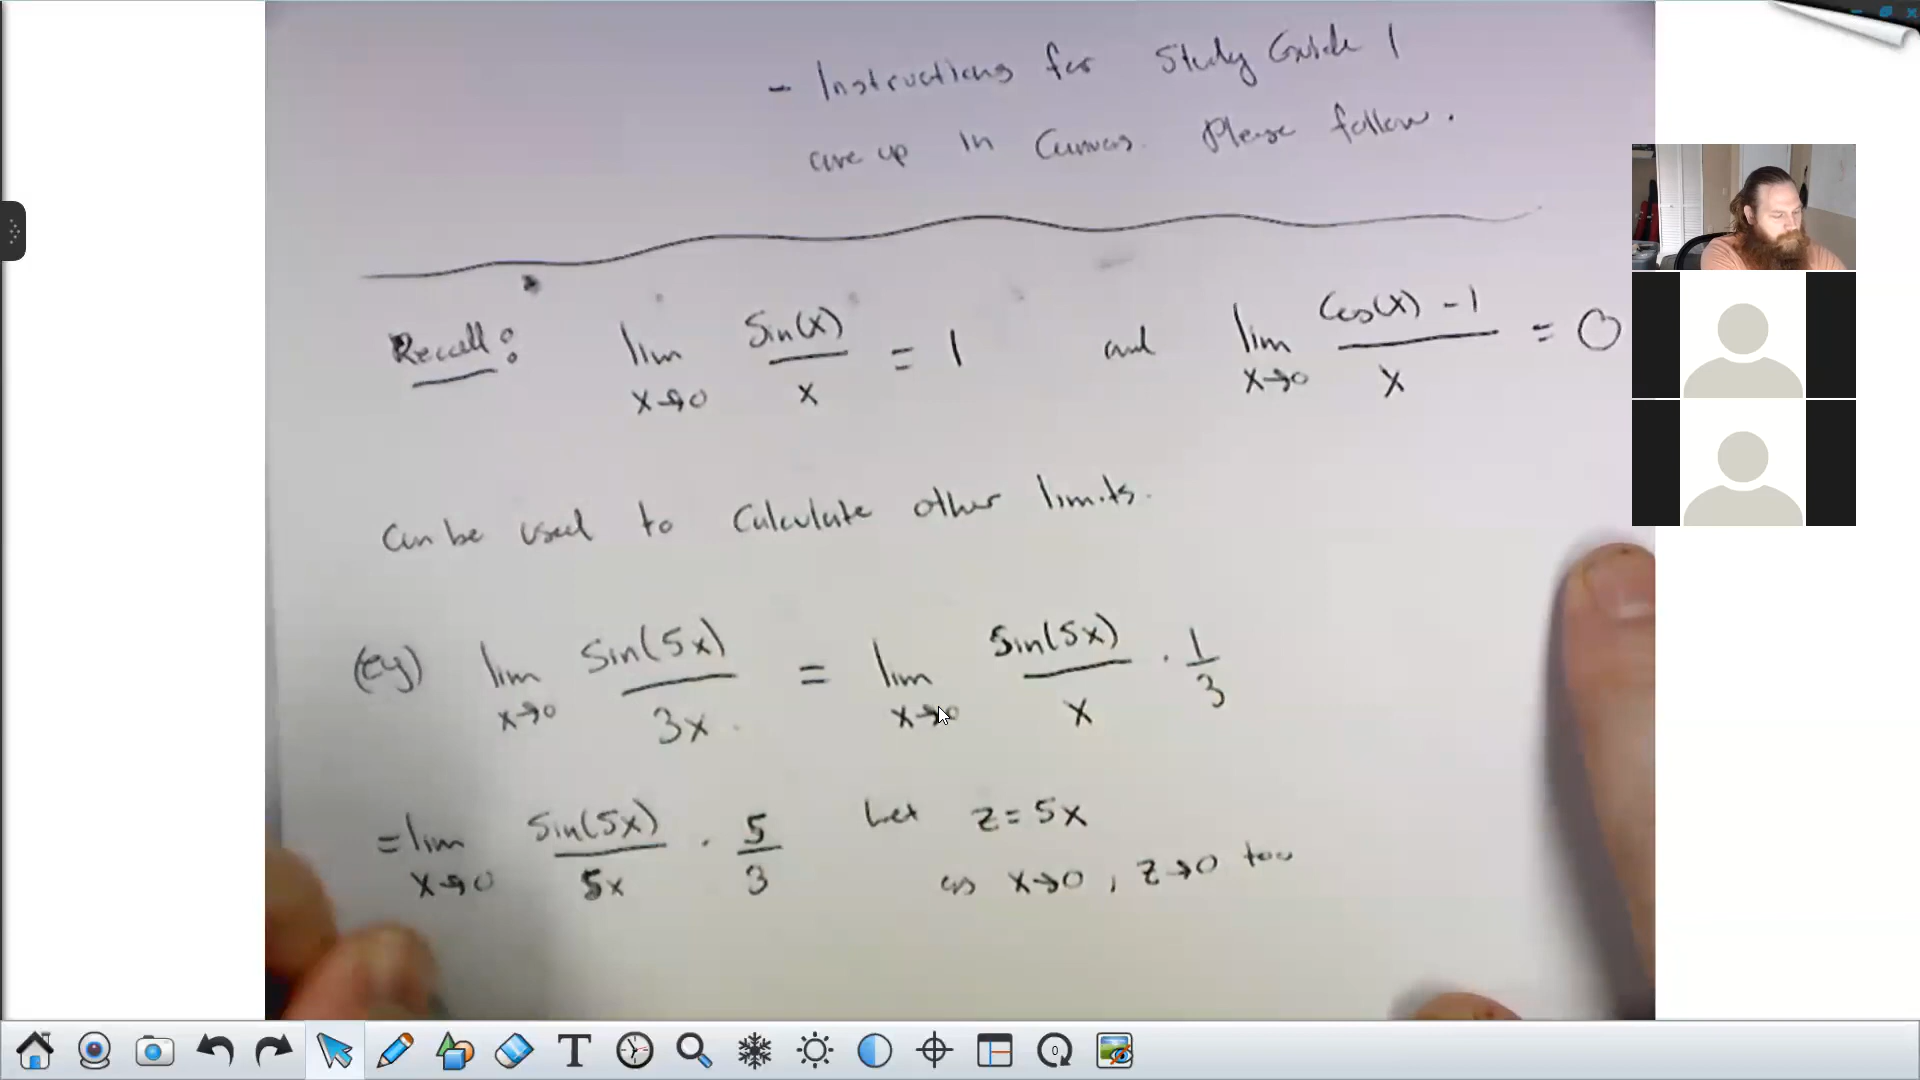 - Instructions for Study Guide 1
are up in Canvas. Please follow.
Recall: lim x→0 sin(x)/x = 1 and lim x→0 (cos(x) - 1)/x = 0
Can be used to calculate other limits.
(eg) lim x→0 sin(5x)/3x = lim x→0 sin(5x)/x · 1/3
= lim x→0 sin(5x)/5x · 5/3 Let z = 5x
as x→0, z→0 too
T
0